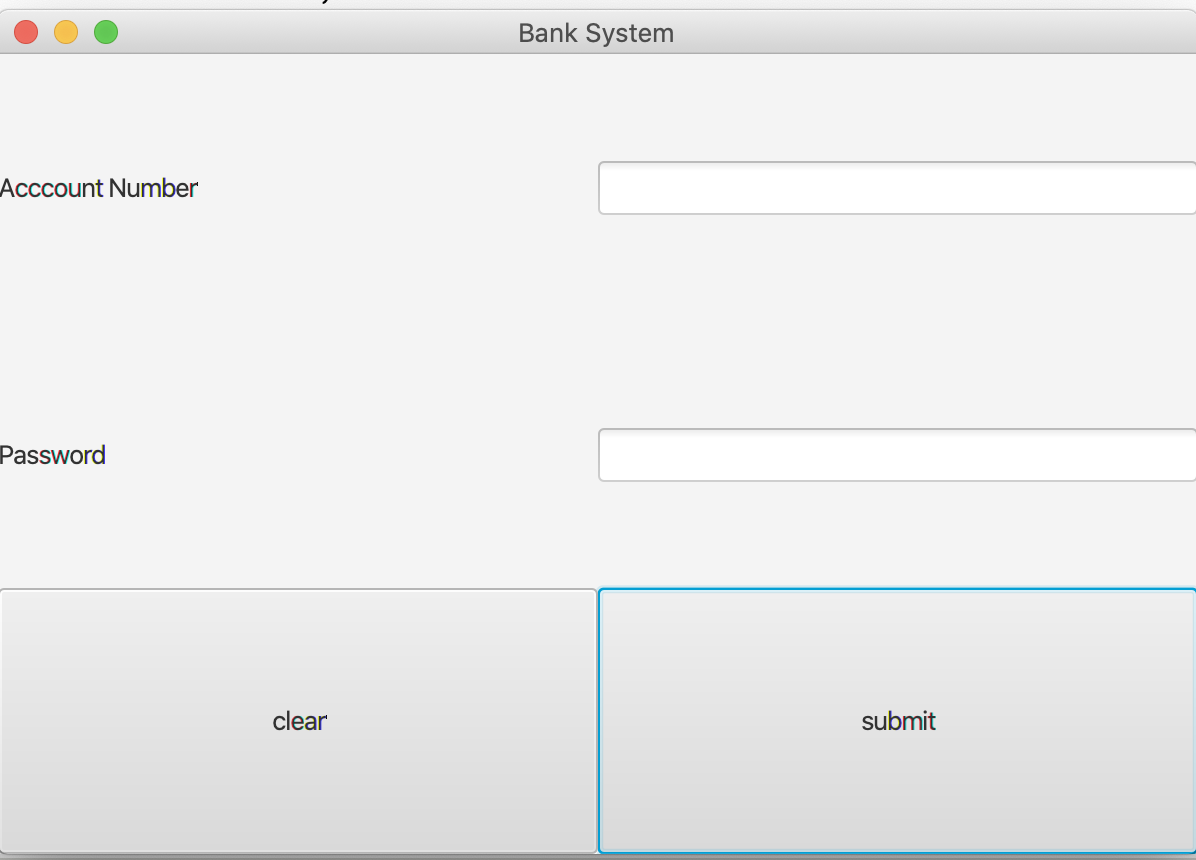 Bank System
Acccount Number
Password
clear
submit